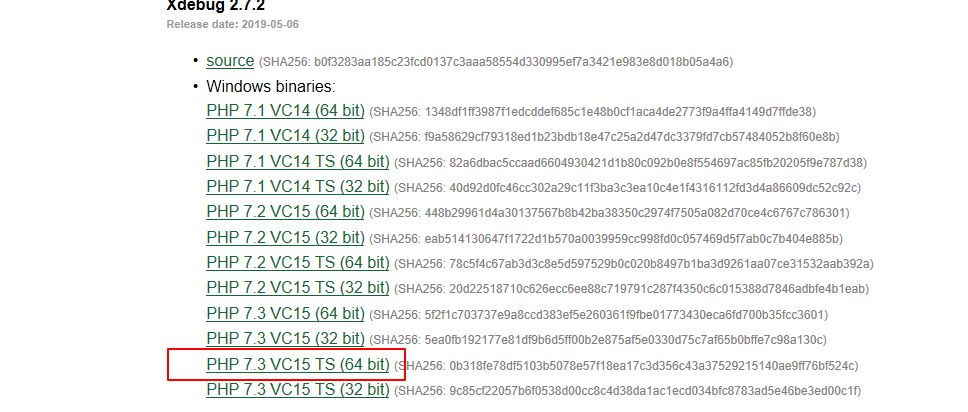 Xdebug 2.7.2
Release date: 2019-05-06
• source (SHA256: b0f3283aa185c23fcd0137c3aaa58554d330995ef7a3421e983e8d018b05a4a6)
• Windows binaries:
PHP 7.1 VC14 (64 bit) (SHA256: 1348df1ff3987f1edcddef685c1e48b0cf1aca4de2773f9a4ffa4149d7ffde38)
PHP 7.1 VC14 (32 bit) (SHA256: f9a58629cf79318ed1b23bdb18e47c25a2d47dc3379fd7cb57484052b8f60e8b)
PHP 7.1 VC14 TS (64 bit) (SHA256: 82a6dbac5ccaad6604930421d1b80c092b0e8f554697ac85fb20205f9e787d38)
PHP 7.1 VC14 TS (32 bit) (SHA256: 40d92d0fc46cc302a29c11f3ba3c3ea10c4e1f4316112fd3d4a86609dc52c92c)
PHP 7.2 VC15 (64 bit) (SHA256: 448b29961d4a30137567b8b42ba38350c2974f7505a082d70ce4c6767c786301)
PHP 7.2 VC15 (32 bit) (SHA256: eab514130647f1722d1b570a0039959cc998fd0c057469d5f7ab0c7b404e885b)
PHP 7.2 VC15 TS (64 bit) (SHA256: 78c5f4c67ab3d3c8e5d597529b0c020b8497b1ba3d9261aa07ce31532aab392a)
PHP 7.2 VC15 TS (32 bit) (SHA256: 20d22518710c626ecc6ee88c719791c287f4350c6c015388d7846adbfe4b1eab)
PHP 7.3 VC15 (64 bit) (SHA256: 5f2f1c703737e9a8ccd383ef5e260361f9fbe01773430eca6fd700b35fcc3601)
PHP 7.3 VC15 (32 bit) (SHA256: 5ea0fb192177e81df9b6d5ff00b2e875af5e0330d75c7af65b0bffe7c98a130c)
PHP 7.3 VC15 TS (64 bit) (SHA256: 0b318fe78df5103b5078e57f18ea17c3d356c43a37529215140ae9ff76bf524c)
PHP 7.3 VC15 TS (32 bit) (SHA256: 9c85cf22057b6f0538d00cc8c4d38da1ac1ecd034bfc8783ad5e46be3ed00c1f)